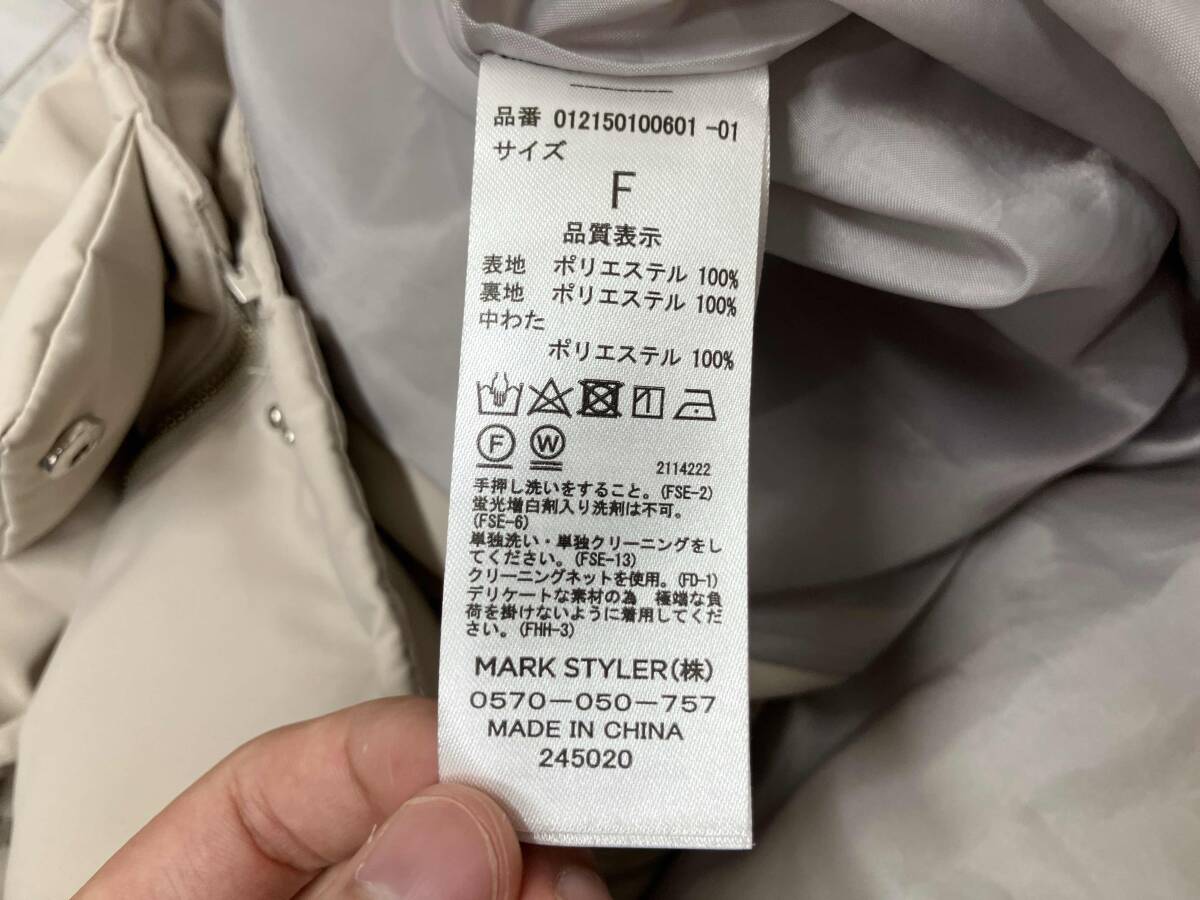 品番 012150100601 -01
サイズ
F
品質表示
表地 ポリエステル 100%
裏地 ポリエステル 100%
中わた
ポリエステル 100%
F W
2114222
手押し洗いをすること。(FSE-2)
蛍光増白剤入り洗剤は不可。
(FSE-6)
単独洗い・単独クリーニングをし
てください。(FSE-13)
クリーニングネットを使用。(FD-1)
デリケートな素材の為 極端な負
荷を掛けないように着用してくだ
さい。(FHH-3)
MARK STYLER(株)
0570-050-757
MADE IN CHINA
245020